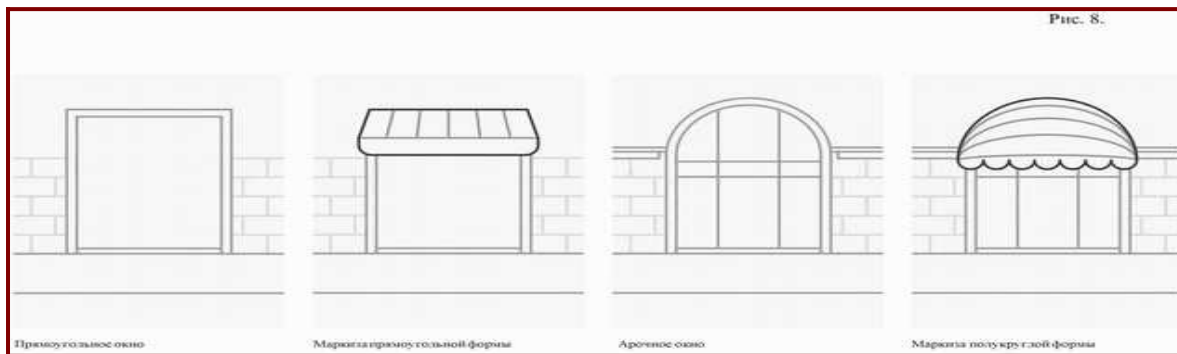 Рис. 8.
Прямоугольное окно
Маркиза прямоугольной формы
Арочное окно
Маркиза полукруглой формы